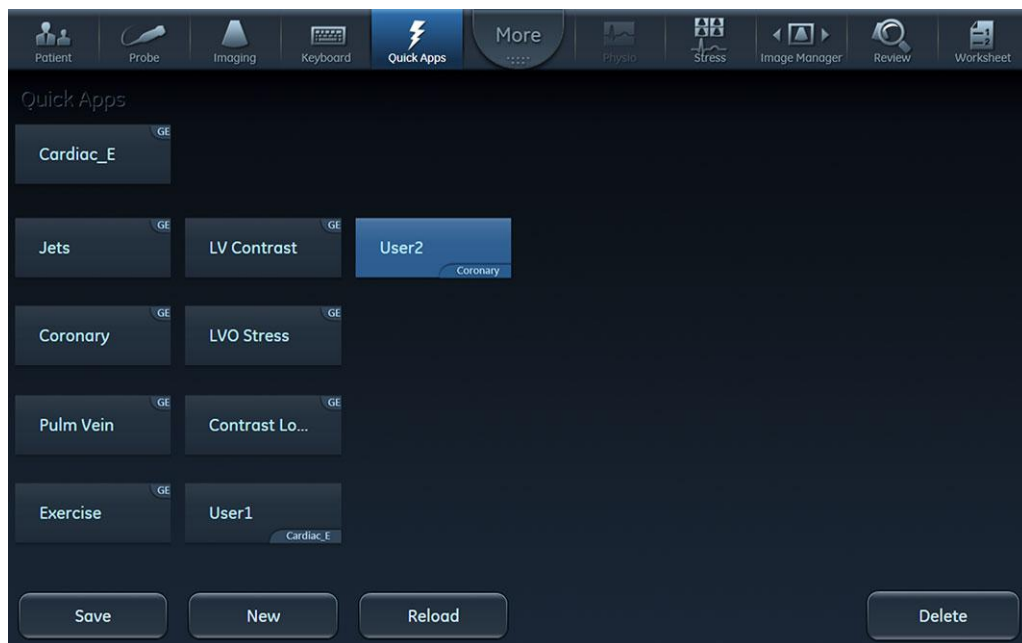 Patient
Probe
Imaging
Keyboard
Quick Apps
More
Physio
Stress
Image Manager
Review
1
2
Worksheet
Quick Apps
GE
Cardiac_E
GE
Jets
GE
LV Contrast
User2
Coronary
GE
Coronary
GE
LVO Stress
GE
Pulm Vein
GE
Contrast Lo...
GE
Exercise
User1
Cardiac_E
Save
New
Reload
Delete